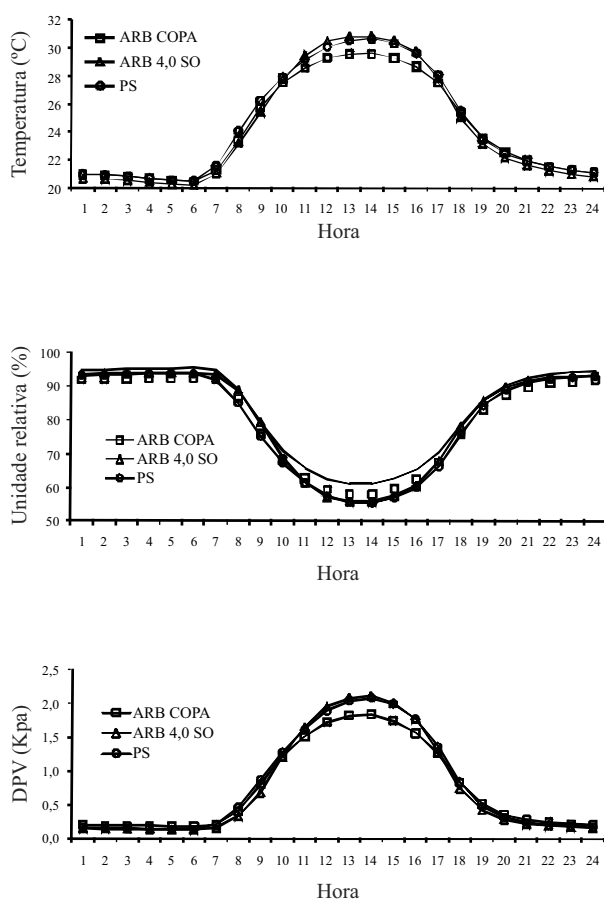 32
30
28
26
24
22
20
Temperatura (ºC)
ARB COPA
ARB 4,0 SO
PS
1 2 3 4 5 6 7 8 9 10 11 12 13 14 15 16 17 18 19 20 21 22 23 24
Hora
100
90
80
70
60
50
Unidade relativa (%)
ARB COPA
ARB 4,0 SO
PS
1 2 3 4 5 6 7 8 9 10 11 12 13 14 15 16 17 18 19 20 21 22 23 24
Hora
2,5
2,0
1,5
1,0
0,5
0,0
DPV (Kpa)
ARB COPA
ARB 4,0 SO
PS
1 2 3 4 5 6 7 8 9 10 11 12 13 14 15 16 17 18 19 20 21 22 23 24
Hora